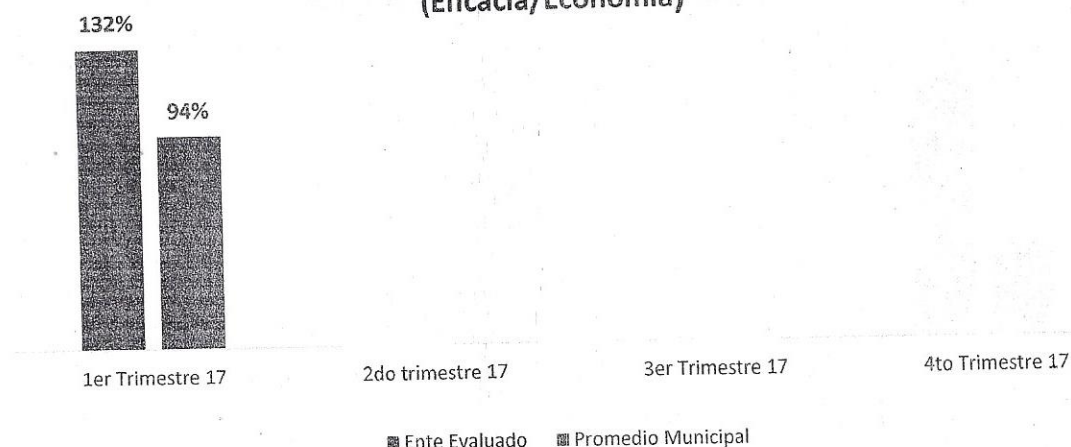 (Eficacia/Economía)
132%
94%
1er Trimestre 17
2do trimestre 17
3er Trimestre 17
4to Trimestre 17
Ente Evaluado
Promedio Municipal